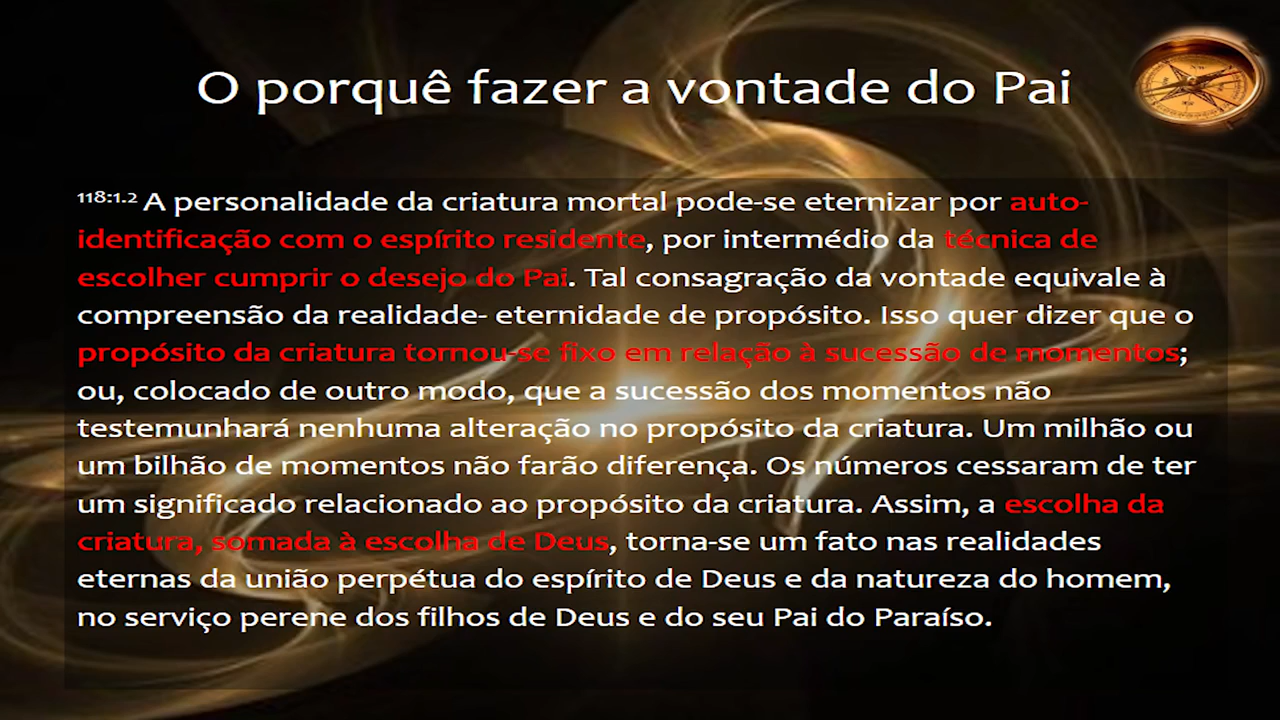 O porquê fazer a vontade do Pai
118:1.2 A personalidade da criatura mortal pode-se eternizar por auto-
identificação com o espírito residente, por intermédio da técnica de
escolher cumprir o desejo do Pai. Tal consagração da vontade equivale à
compreensão da realidade- eternidade de propósito. Isso quer dizer que o
propósito da criatura tornou-se fixo em relação à sucessão de momentos;
ou, colocado de outro modo, que a sucessão dos momentos não
testemunhará nenhuma alteração no propósito da criatura. Um milhão ou
um bilhão de momentos não farão diferença. Os números cessaram de ter
um significado relacionado ao propósito da criatura. Assim, a escolha da
criatura, somada à escolha de Deus, torna-se um fato nas realidades
eternas da união perpétua do espírito de Deus e da natureza do homem,
no serviço perene dos filhos de Deus e do seu Pai do Paraíso.